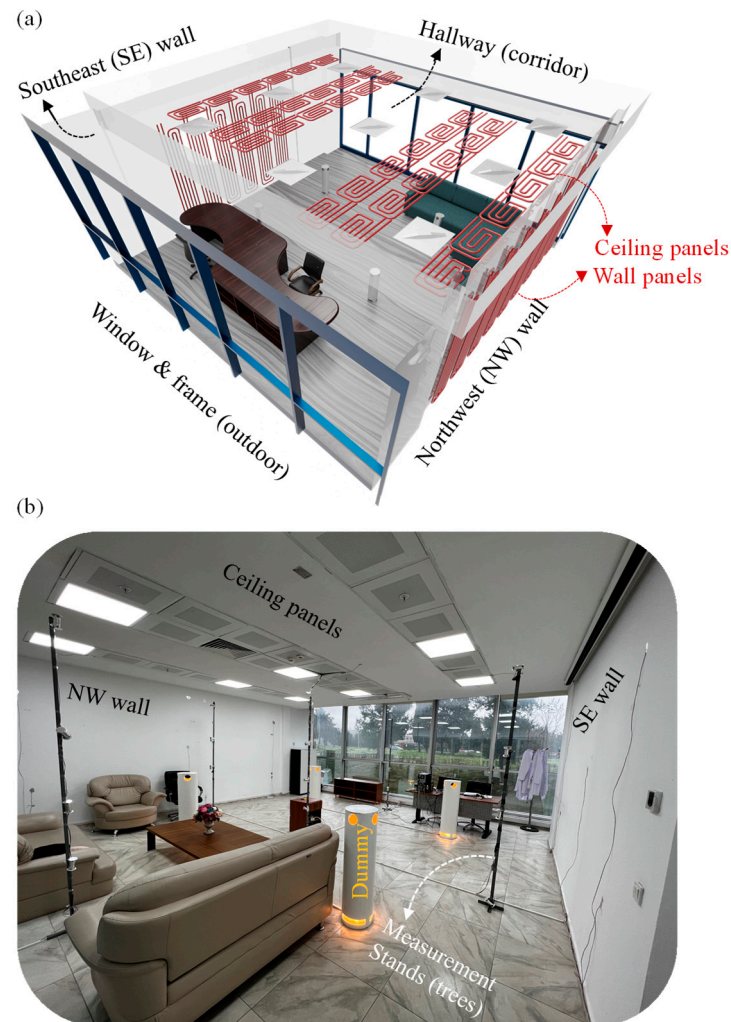 (a)
Southeast (SE) wall
Hallway (corridor)
Ceiling panels
Wall panels
Window & frame (outdoor)
Northwest (NW) wall
(b)
Ceiling panels
NW wall
SE wall
Dummy
Measurement
Stands (trees)